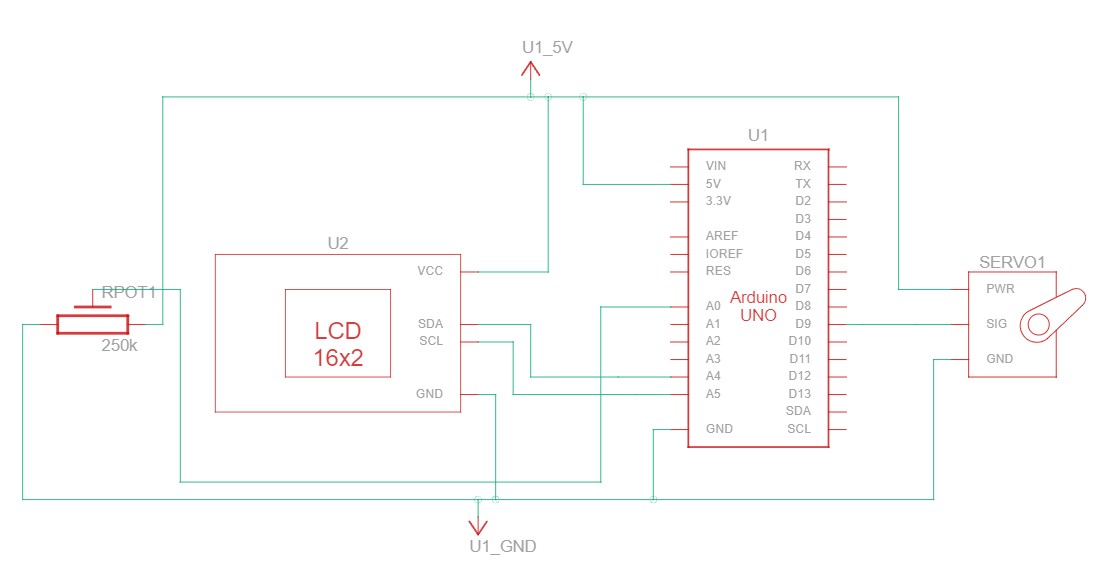 U1_5V
U1
VIN
RX
5V
TX
3.3V
D2
D3
AREF
D4
IOREF
D5
RES
D6
D7
A0
D8
A1
D9
A2
D10
A3
D11
A4
D12
A5
D13
SDA
GND
SCL
Arduino
UNO
U2
VCC
SDA
SCL
GND
LCD
16x2
RPOT1
250k
SERVO1
PWR
SIG
GND
U1_GND